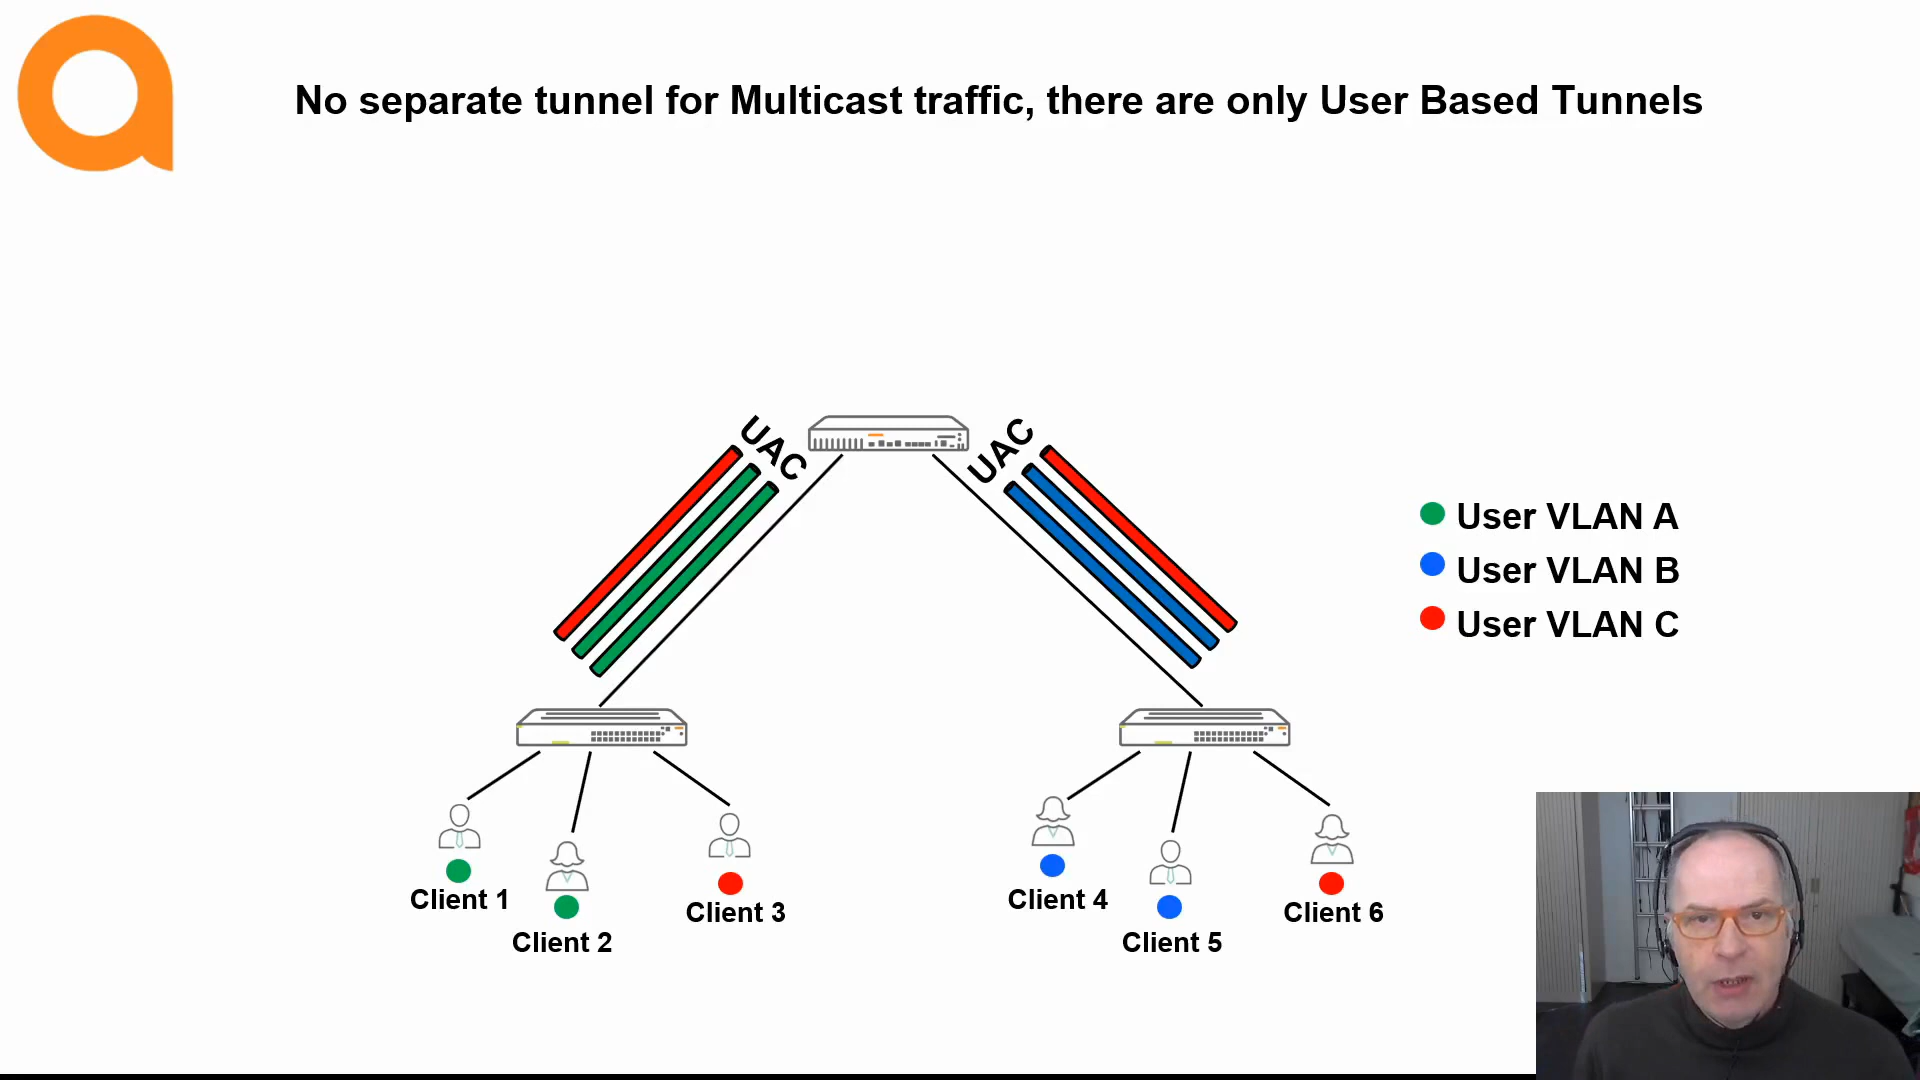 No separate tunnel for Multicast traffic, there are only User Based Tunnels
UAC
UAC
User VLAN A
User VLAN B
User VLAN C
Client 1
Client 2
Client 3
Client 4
Client 5
Client 6